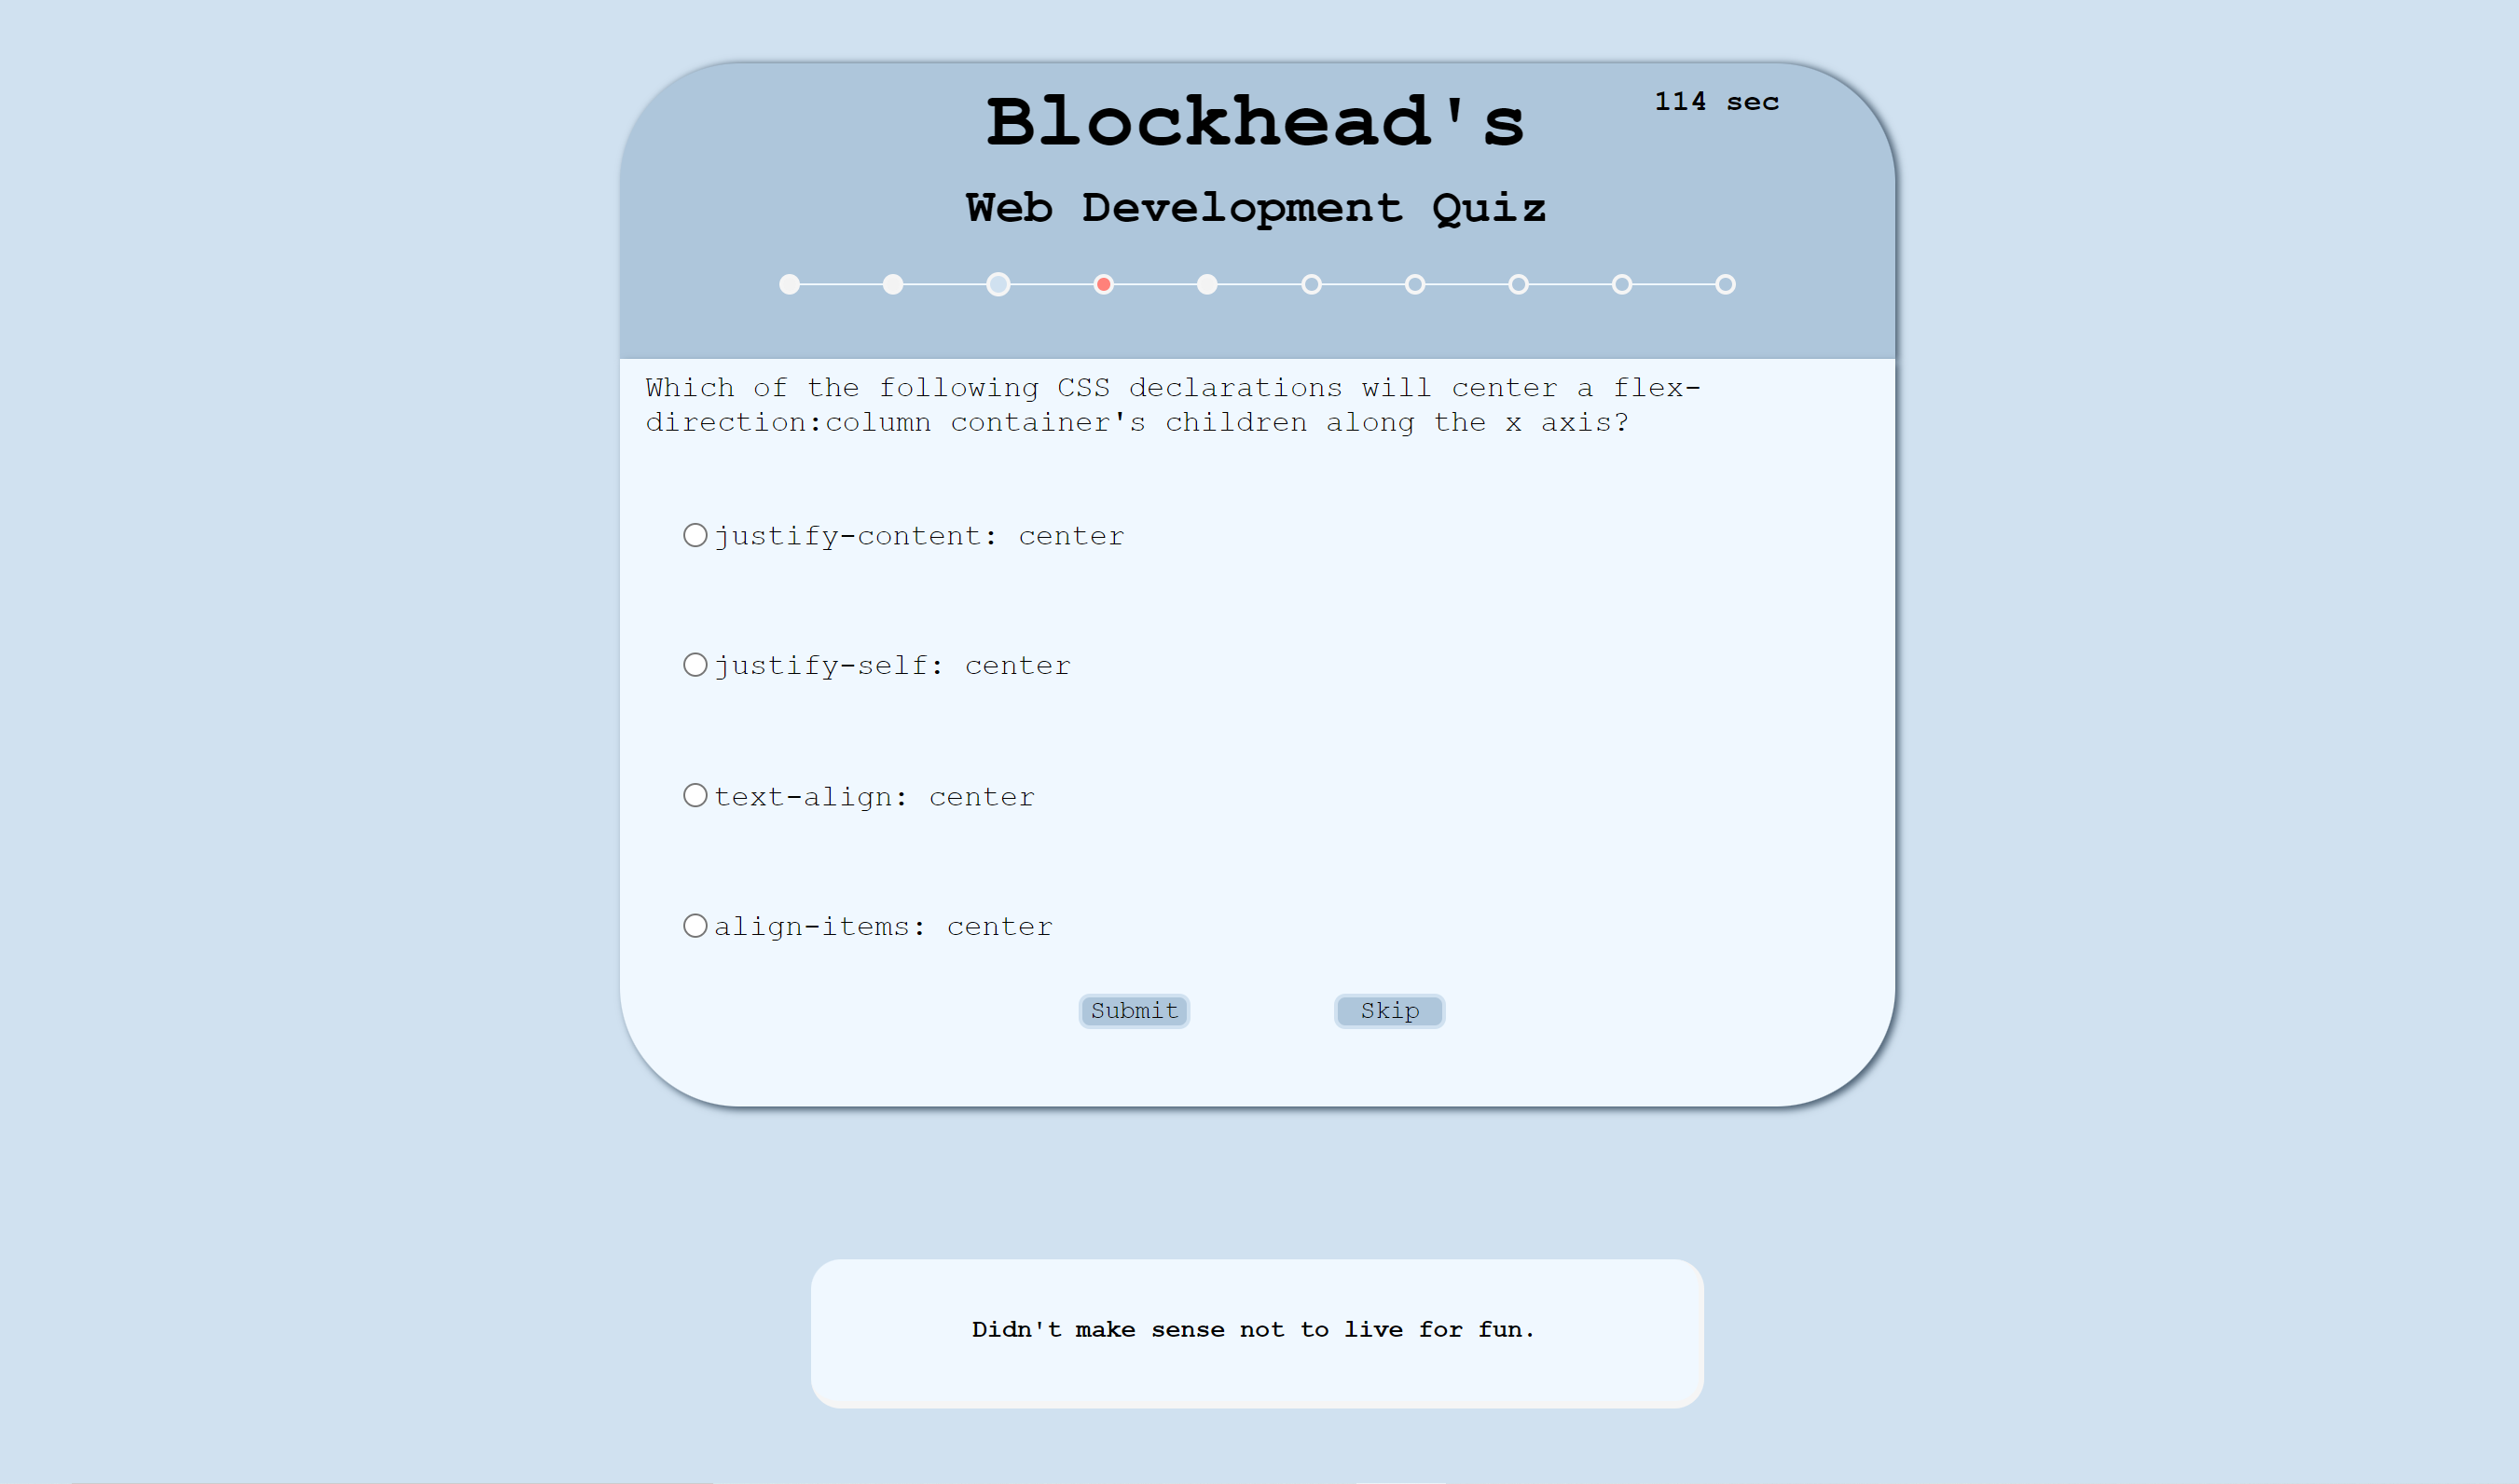 Blockhead's
114 sec
Web Development Quiz
Which of the following CSS declarations will center a flex-
direction:column container's children along the x axis?
justify-content: center
justify-self: center
text-align: center
align-items: center
Submit
Skip
Didn't make sense not to live for fun.